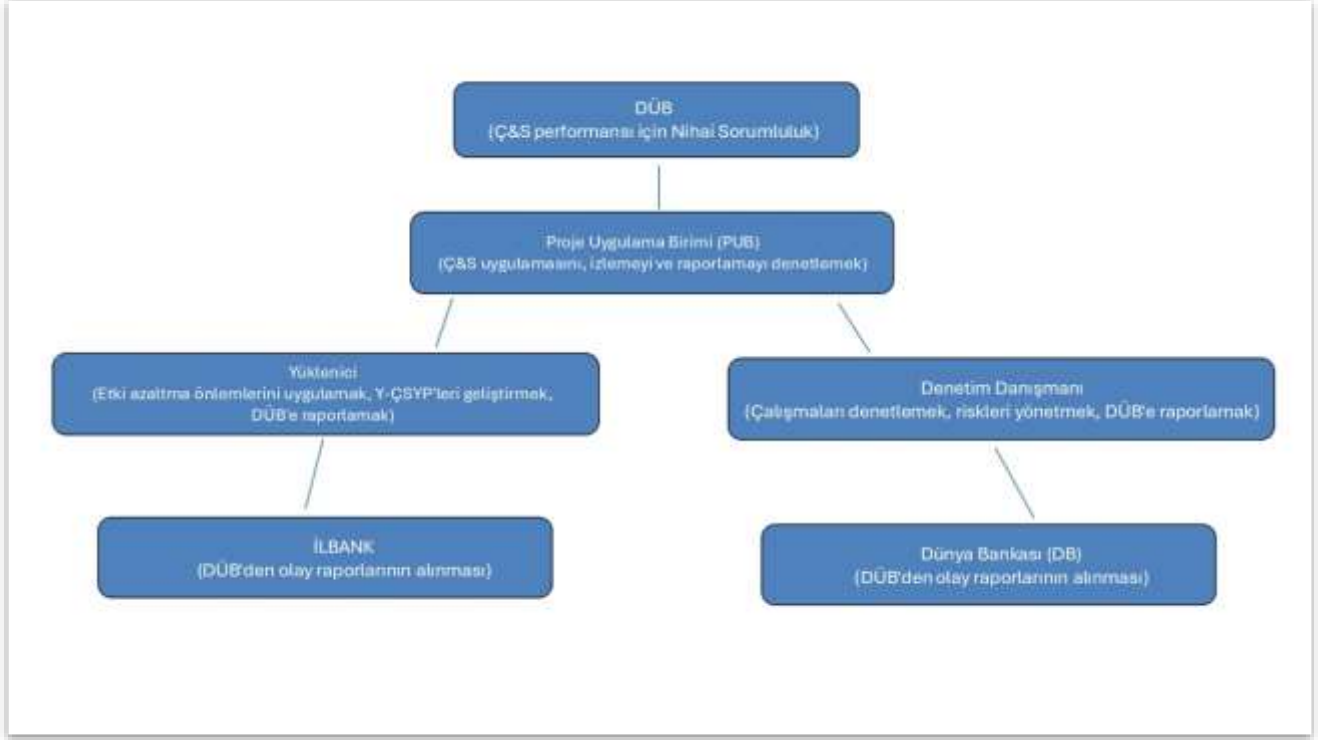 DÜB
(Ç&S performansı için Nihai Sorumluluk)
Proje Uygulama Birimi (PUB)
(Ç&S uygulamasını, izlemeyi ve raporlamayı denetlemek)
Yüklenici
(Etki azaltma önlemlerini uygulamak, Y-ÇSYP'leri geliştirmek,
DÜB'e raporlamak)
Denetim Danışmanı
(Çalışmaları denetlemek, riskleri yönetmek, DÜB'e raporlamak)
İLBANK
(DÜB'den olay raporlarının alınması)
Dünya Bankası (DB)
(DÜB'den olay raporlarının alınması)